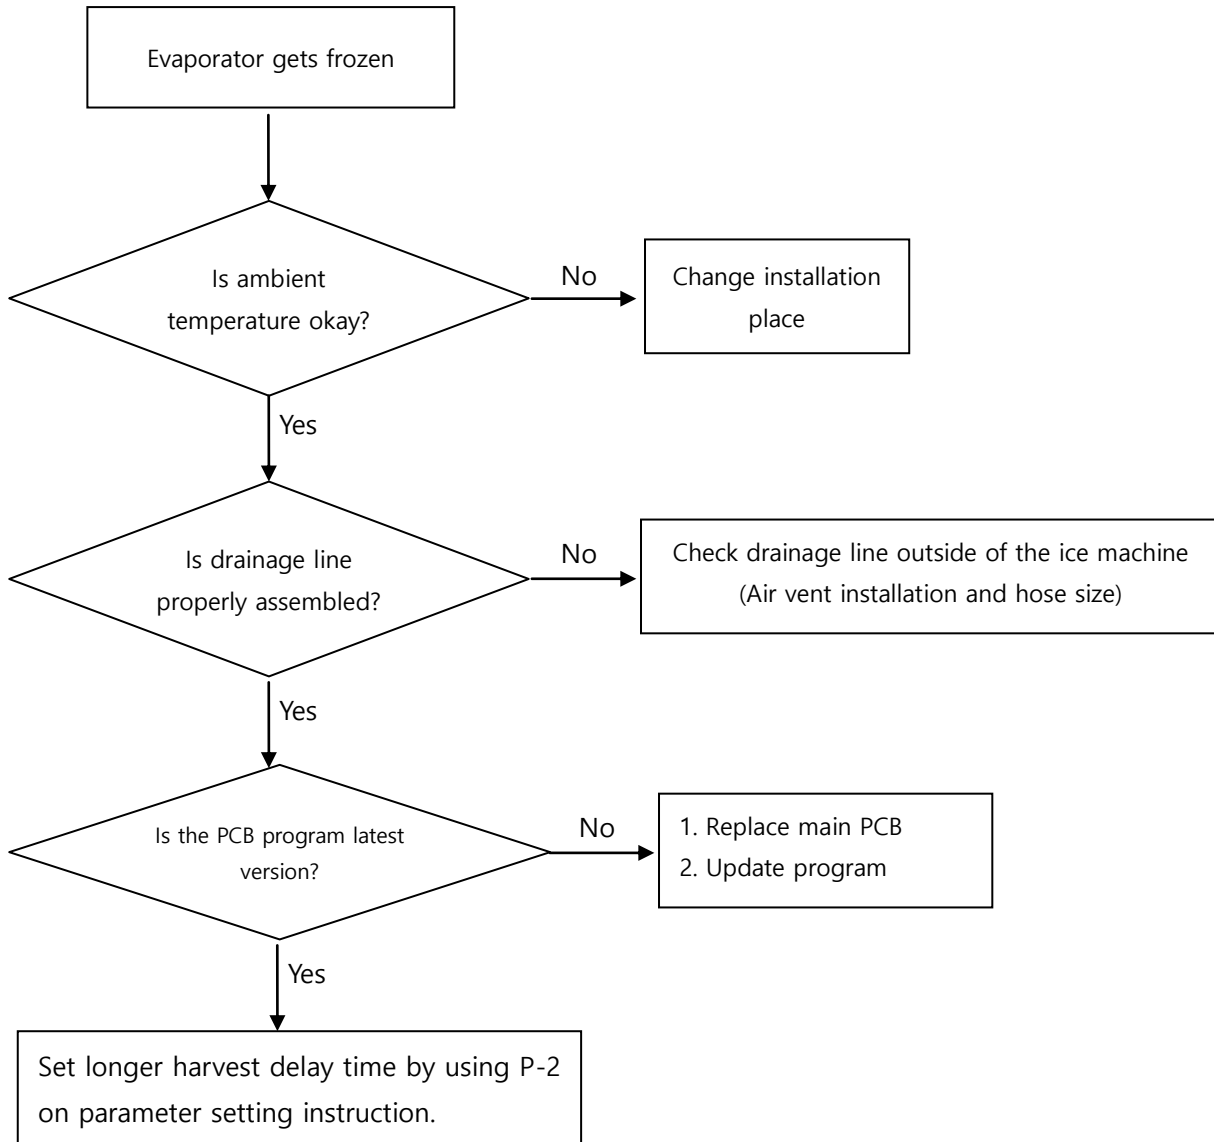 Evaporator gets frozen
Is ambient
temperature okay?
No
Change installation
place
Yes
Is drainage line
properly assembled?
No
Check drainage line outside of the ice machine
(Air vent installation and hose size)
Yes
Is the PCB program latest
version?
No
1. Replace main PCB
2. Update program
Yes
Set longer harvest delay time by using P-2
on parameter setting instruction.